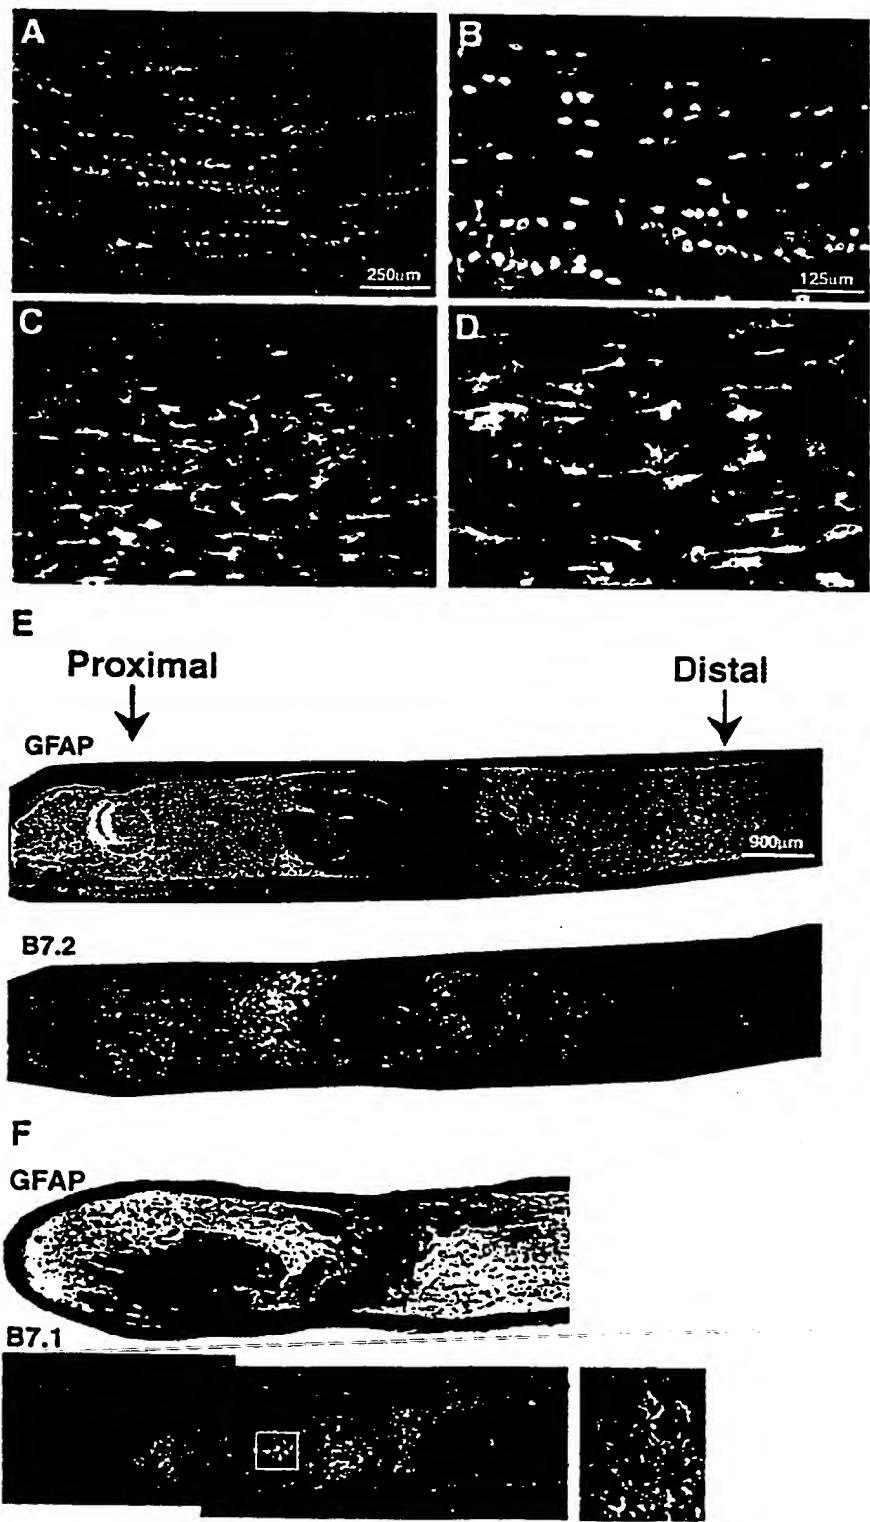 A
B
250um
125um
C
D
E
Proximal
Distal
GFAP
900μm
B7.2
F
GFAP
B7.1